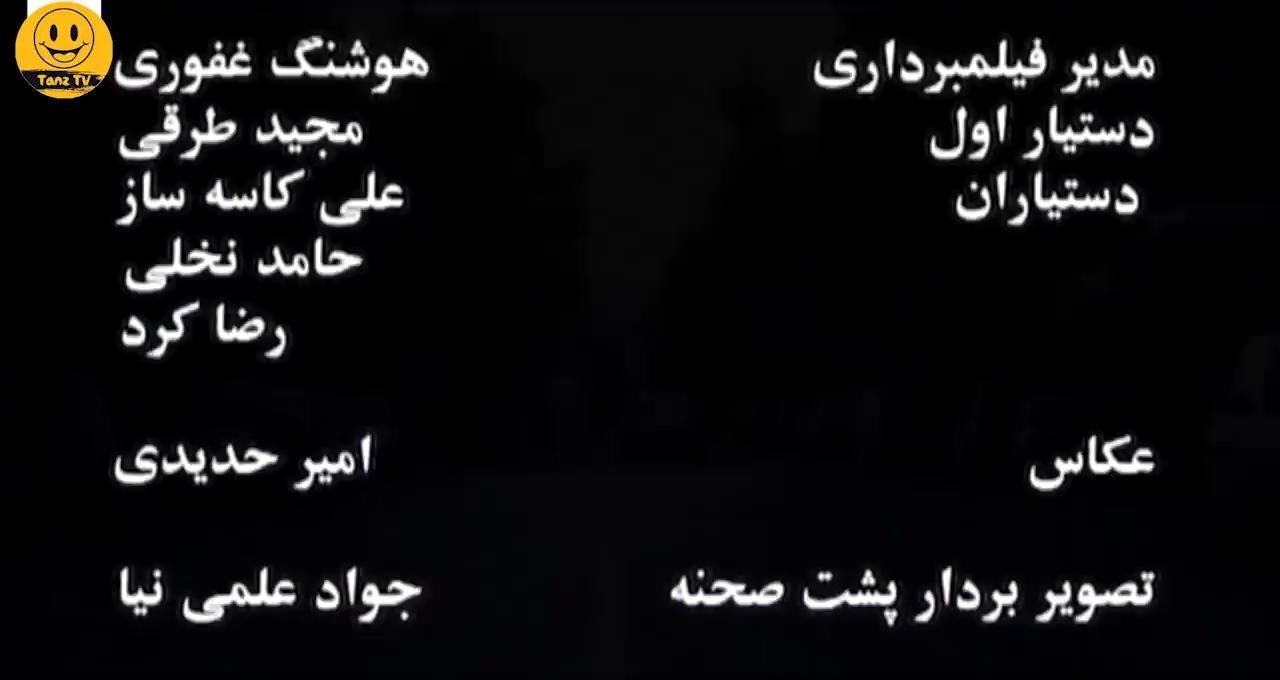 Tanz TV
مدیر فیلمبرداری هوشنگ غفوری
دستیار اول مجید طرقی
دستیاران علی کاسه ساز
حامد نخلی
رضا کرد
عکاس امیر حدیدی
تصویر بردار پشت صحنه جواد علمی نیا